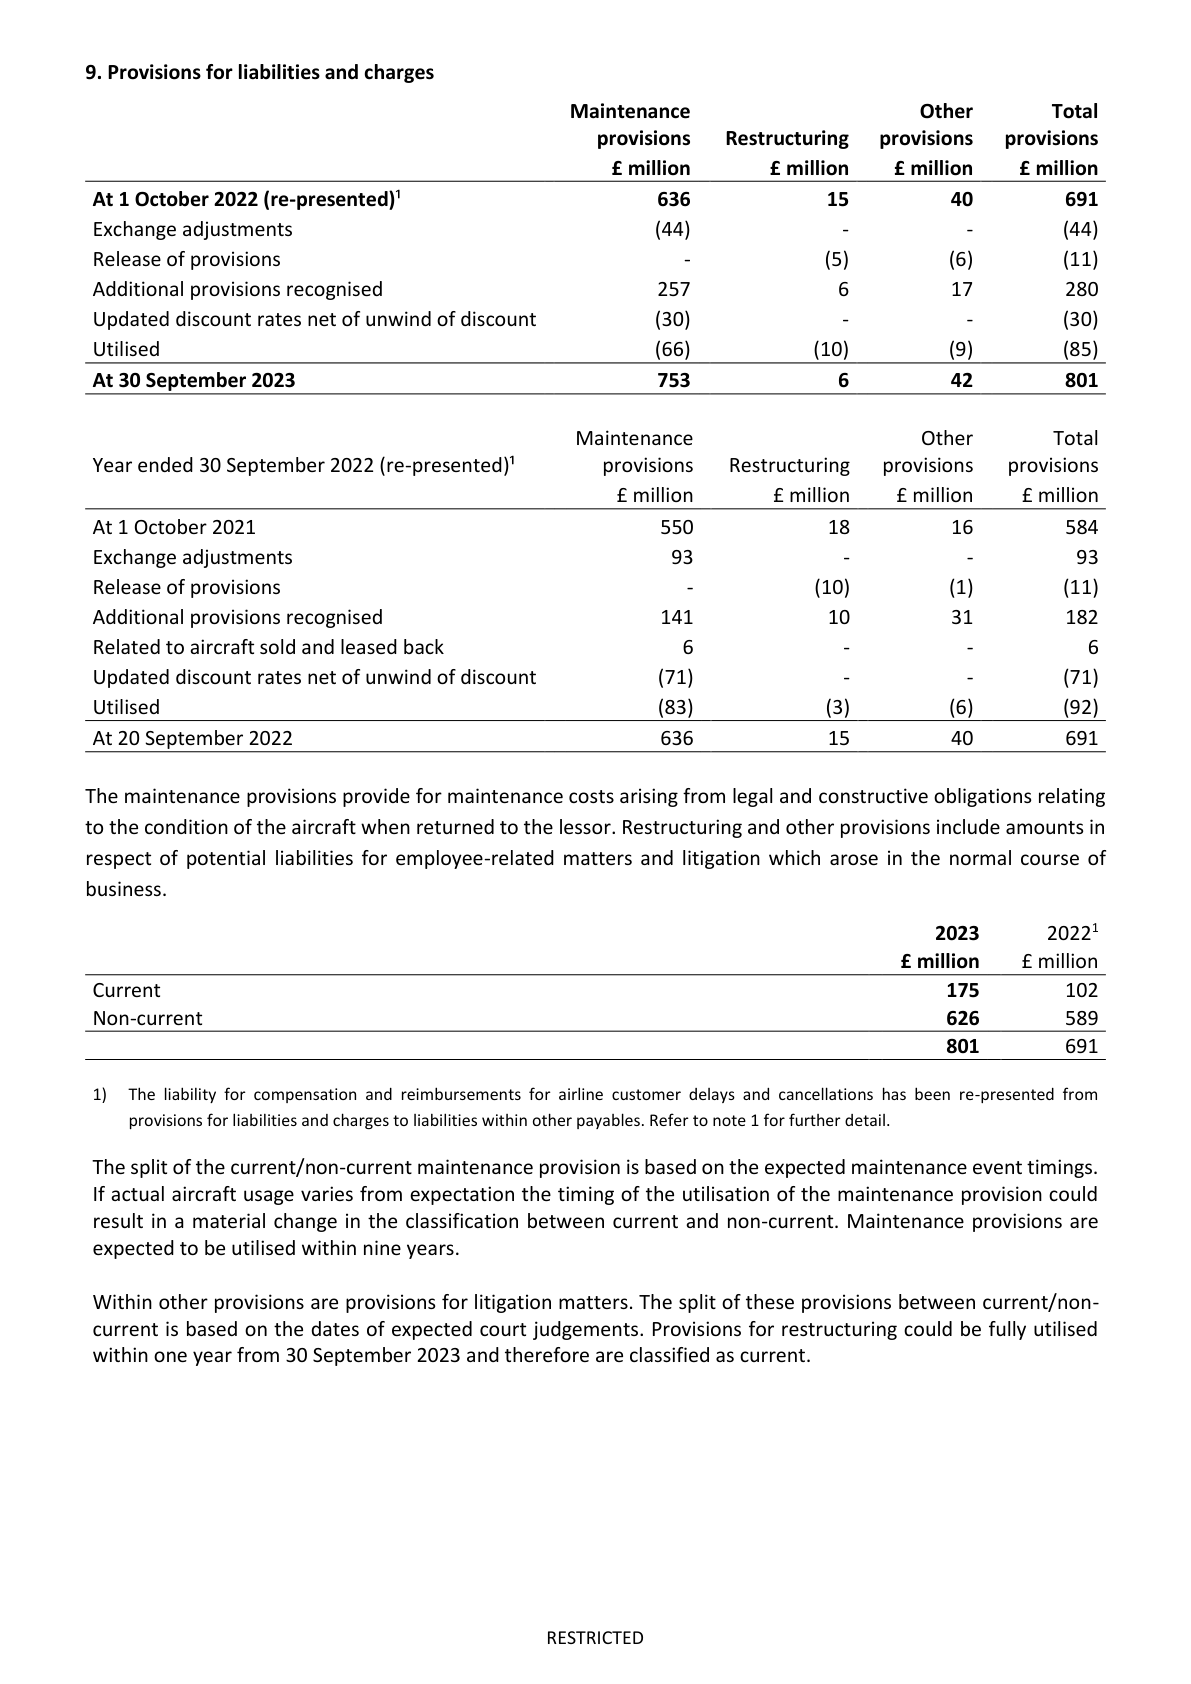 9. Provisions for liabilities and charges
Maintenance Other Total
provisions Restructuring provisions provisions
£ million £ million £ million £ million
At 1 October 2022 (re-presented)¹ 636 15 40 691
Exchange adjustments (44) - - (44)
Release of provisions - (5) (6) (11)
Additional provisions recognised 257 6 17 280
Updated discount rates net of unwind of discount (30) - - (30)
Utilised (66) (10) (9) (85)
At 30 September 2023 753 6 42 801
Maintenance Other Total
Year ended 30 September 2022 (re-presented)¹ provisions Restructuring provisions provisions
£ million £ million £ million £ million
At 1 October 2021 550 18 16 584
Exchange adjustments 93 - - 93
Release of provisions - (10) (1) (11)
Additional provisions recognised 141 10 31 182
Related to aircraft sold and leased back 6 - - 6
Updated discount rates net of unwind of discount (71) - - (71)
Utilised (83) (3) (6) (92)
At 20 September 2022 636 15 40 691
The maintenance provisions provide for maintenance costs arising from legal and constructive obligations relating
to the condition of the aircraft when returned to the lessor. Restructuring and other provisions include amounts in
respect of potential liabilities for employee-related matters and litigation which arose in the normal course of
business.
2023 2022¹
£ million £ million
Current 175 102
Non-current 626 589
801 691
1) The liability for compensation and reimbursements for airline customer delays and cancellations has been re-presented from
provisions for liabilities and charges to liabilities within other payables. Refer to note 1 for further detail.
The split of the current/non-current maintenance provision is based on the expected maintenance event timings.
If actual aircraft usage varies from expectation the timing of the utilisation of the maintenance provision could
result in a material change in the classification between current and non-current. Maintenance provisions are
expected to be utilised within nine years.
Within other provisions are provisions for litigation matters. The split of these provisions between current/non-
current is based on the dates of expected court judgements. Provisions for restructuring could be fully utilised
within one year from 30 September 2023 and therefore are classified as current.
RESTRICTED